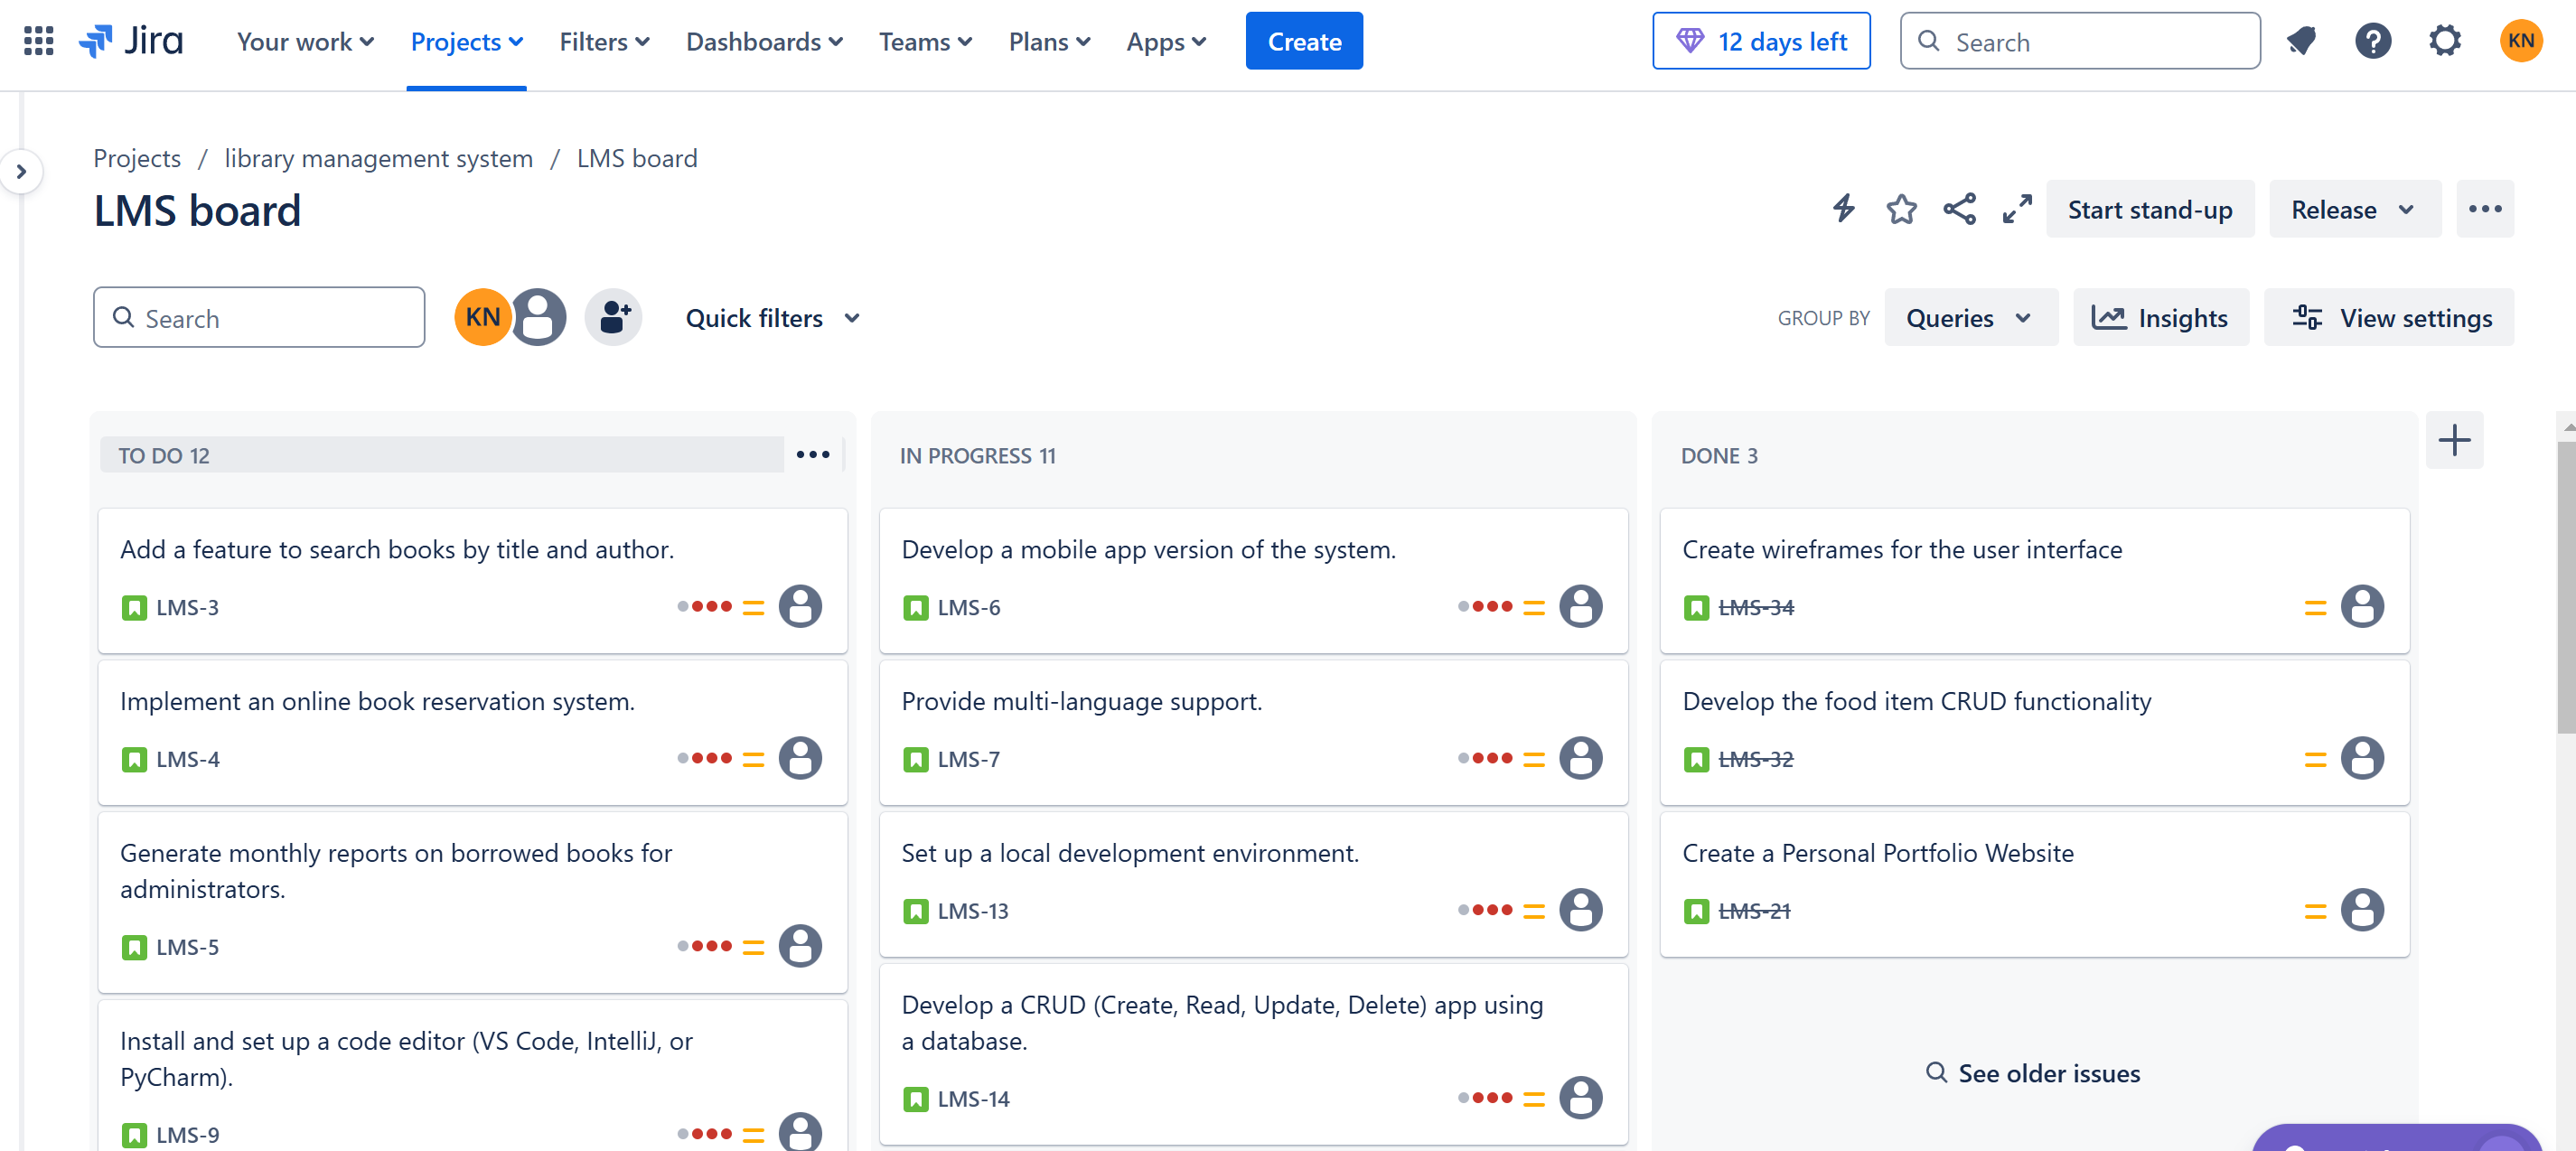 Jira
Your work
Projects
Filters
Dashboards
Teams
Plans
Apps
Create
12 days left
Search
?
KN
Projects / library management system / LMS board
LMS board
Start stand-up
Release
Search
KN
Quick filters
GROUP BY
Queries
Insights
View settings
TO DO 12
Add a feature to search books by title and author.
LMS-3
Implement an online book reservation system.
LMS-4
Generate monthly reports on borrowed books for
administrators.
LMS-5
Install and set up a code editor (VS Code, IntelliJ, or
PyCharm).
LMS-9
IN PROGRESS 11
Develop a mobile app version of the system.
LMS-6
Provide multi-language support.
LMS-7
Set up a local development environment.
LMS-13
Develop a CRUD (Create, Read, Update, Delete) app using
a database.
LMS-14
DONE 3
Create wireframes for the user interface
LMS-34
Develop the food item CRUD functionality
LMS-32
Create a Personal Portfolio Website
LMS-21
See older issues